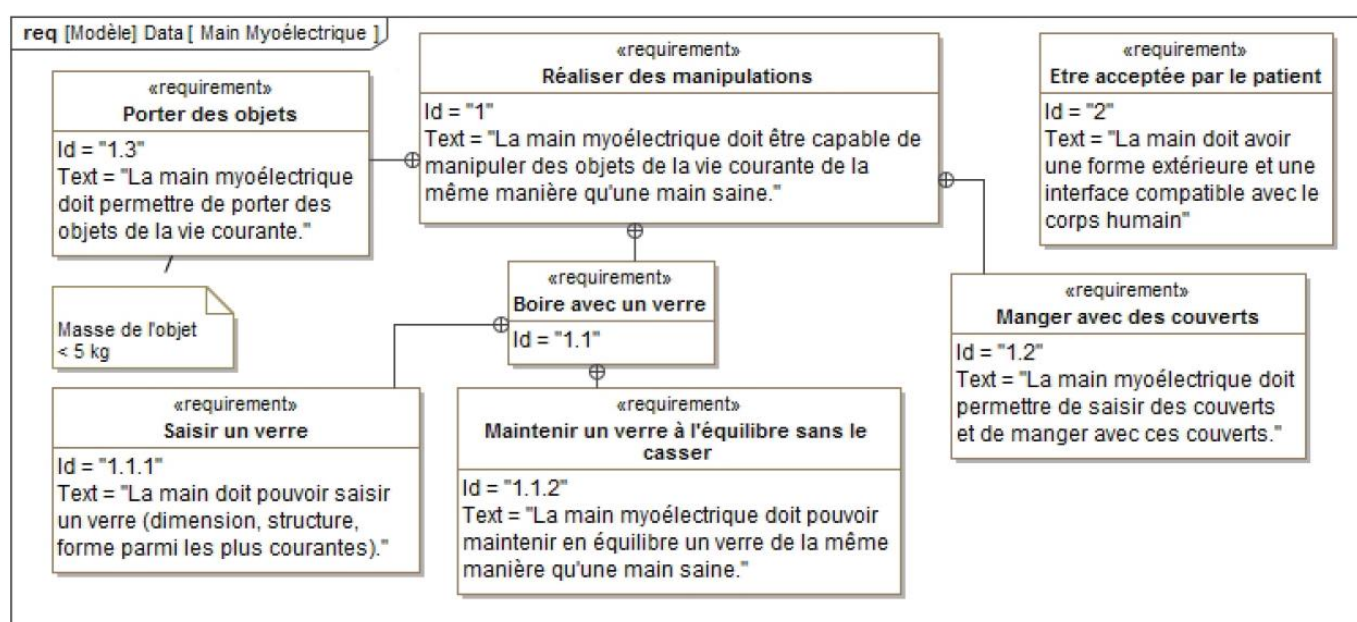 req [Modèle] Data [ Main Myoélectrique ]
«requirement»
Porter des objets
Id = "1.3"
Text = "La main myoélectrique
doit permettre de porter des
objets de la vie courante."
Masse de l'objet
< 5 kg
«requirement»
Réaliser des manipulations
Id = "1"
Text = "La main myoélectrique doit être capable de
manipuler des objets de la vie courante de la
même manière qu'une main saine."
«requirement»
Etre acceptée par le patient
Id = "2"
Text = "La main doit avoir
une forme extérieure et une
interface compatible avec le
corps humain"
«requirement»
Boire avec un verre
Id = "1.1"
«requirement»
Manger avec des couverts
Id = "1.2"
Text = "La main myoélectrique doit
permettre de saisir des couverts
et de manger avec ces couverts."
«requirement»
Saisir un verre
Id = "1.1.1"
Text = "La main doit pouvoir saisir
un verre (dimension, structure,
forme parmi les plus courantes)."
«requirement»
Maintenir un verre à l'équilibre sans le
casser
Id = "1.1.2"
Text = "La main myoélectrique doit pouvoir
maintenir en équilibre un verre de la même
manière qu'une main saine."